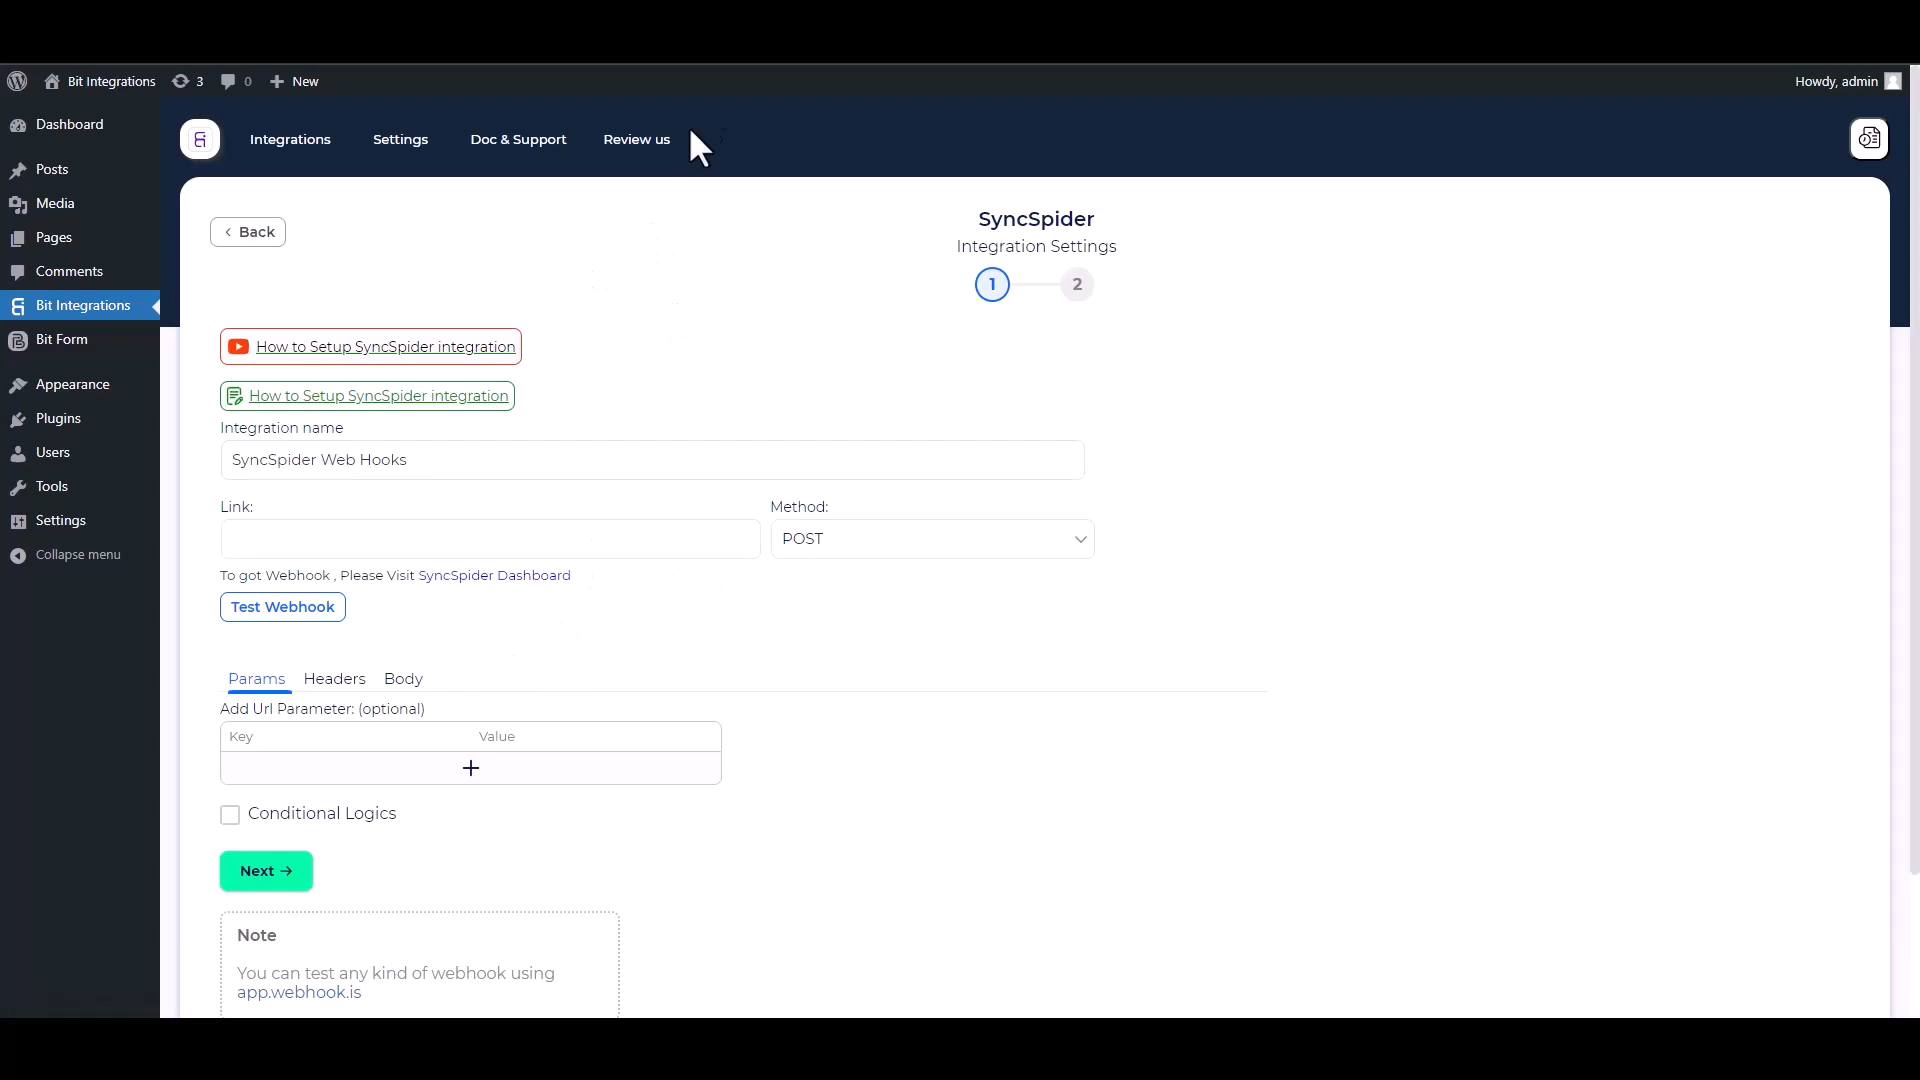 Bit Integrations 3 0 New Howdy, admin
Dashboard
Posts
Media
Pages
Comments
Bit Integrations
Bit Form
Appearance
Plugins
Users
Tools
Settings
Collapse menu
Integrations Settings Doc & Support Review us
Back
SyncSpider
Integration Settings
1 2
How to Setup SyncSpider integration
How to Setup SyncSpider integration
Integration name
SyncSpider Web Hooks
Link: Method:
POST
To got Webhook , Please Visit SyncSpider Dashboard
Test Webhook
Params Headers Body
Add Url Parameter: (optional)
Key Value
+
Conditional Logics
Next →
Note
You can test any kind of webhook using
app.webhook.is